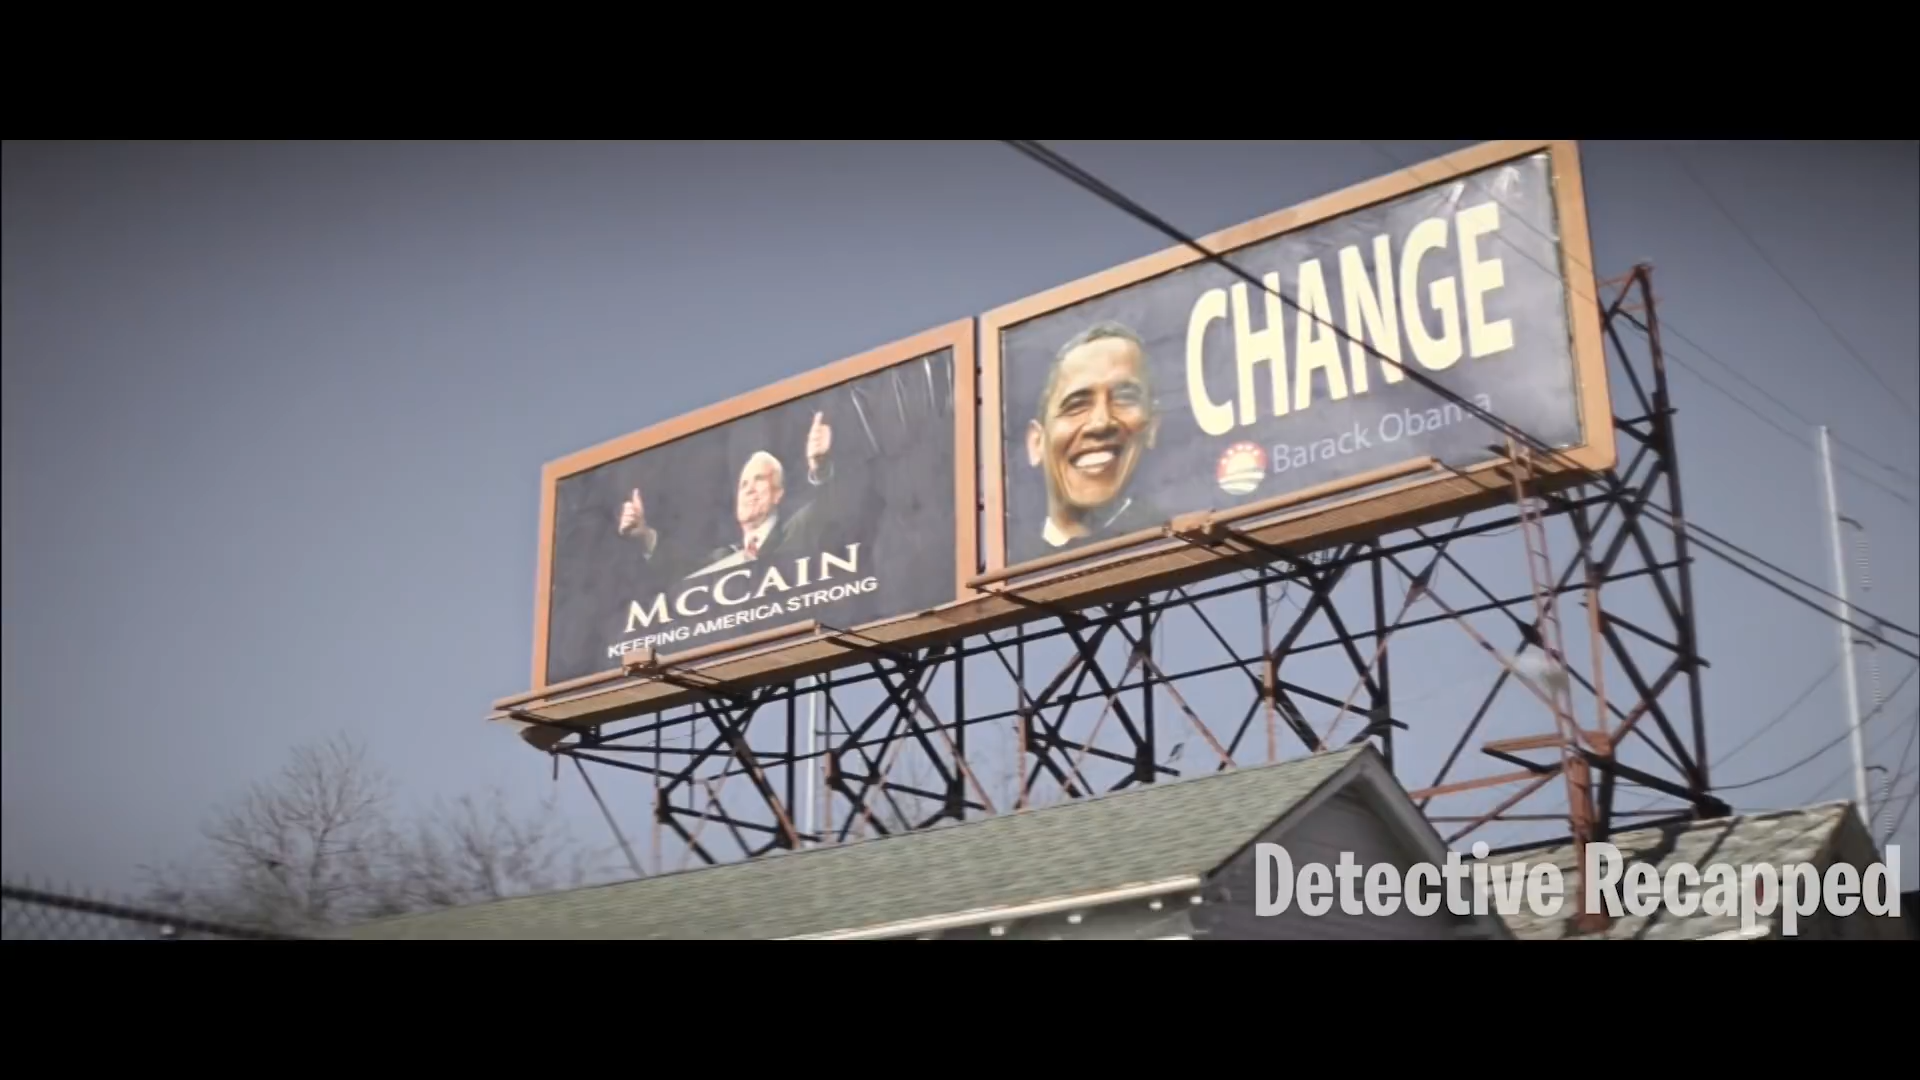 McCAIN
KEEPING AMERICA STRONG
CHANGE
Barack Obama
Detective Recapped